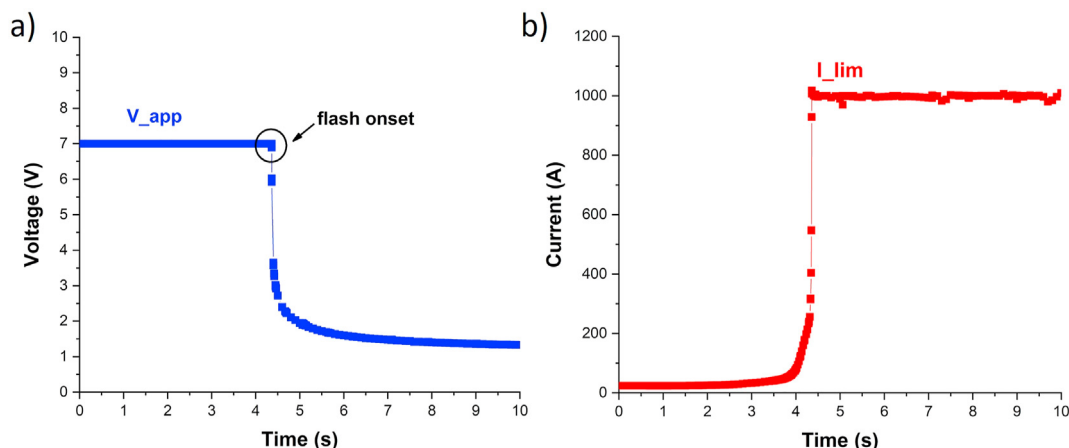 a)
10
9
8
7
6
5
4
3
2
1
0
Voltage (V)
V_app
flash onset
0 1 2 3 4 5 6 7 8 9 10
Time (s)
b)
1200
1000
800
600
400
200
0
Current (A)
I_lim
0 1 2 3 4 5 6 7 8 9 10
Time (s)